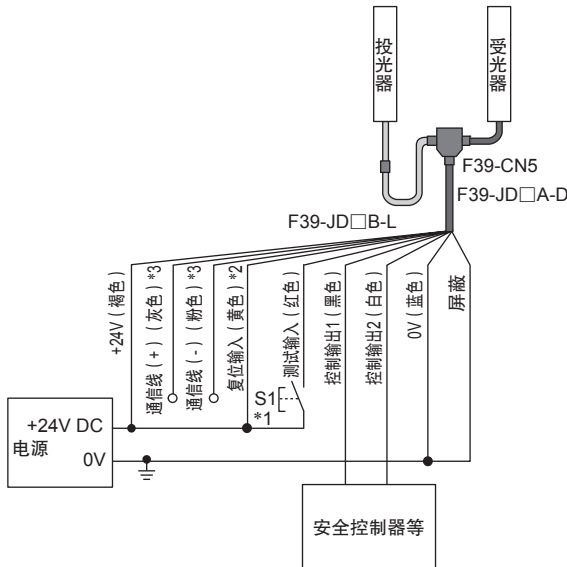 投光器
受光器
F39-CN5
F39-JD□A-D
F39-JD□B-L
+24V（褐色）
通信线（+）（灰色）*3
通信线（-）（粉色）*3
复位输入（黄色）*2
测试输入（红色）
控制输出1（黑色）
控制输出2（白色）
0V（蓝色）
屏蔽
S1
*1
+24V DC
电源
0V
安全控制器等